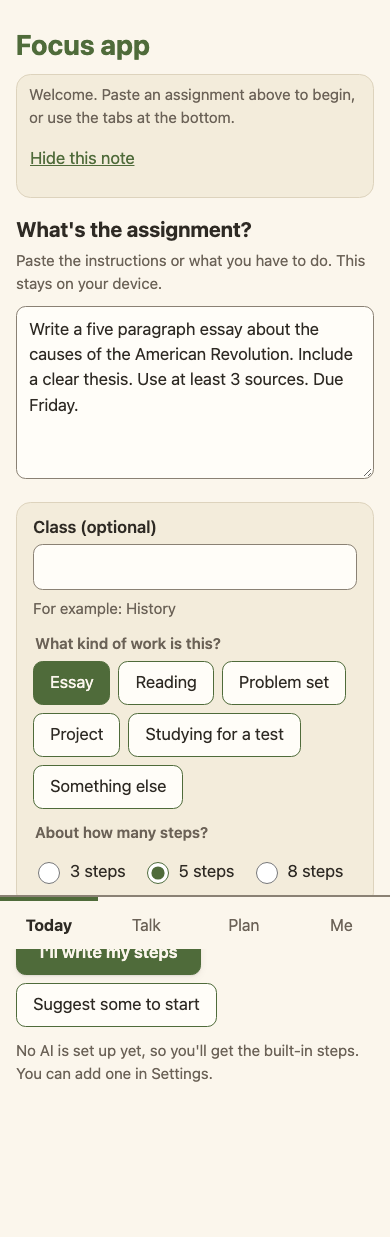 Focus app
Welcome. Paste an assignment above to begin,
or use the tabs at the bottom.
Hide this note
What's the assignment?
Paste the instructions or what you have to do. This
stays on your device.
Write a five paragraph essay about the
causes of the American Revolution. Include
a clear thesis. Use at least 3 sources. Due
Friday.
Class (optional)
For example: History
What kind of work is this?
Essay Reading Problem set
Project Studying for a test
Something else
About how many steps?
3 steps 5 steps 8 steps
Today Talk Plan Me
I'll write my steps
Suggest some to start
No AI is set up yet, so you'll get the built-in steps.
You can add one in Settings.